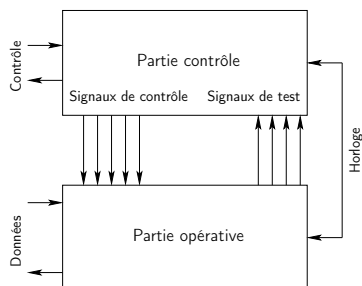 Contrôle
Partie contrôle
Signaux de contrôle
Signaux de test
Horloge
Données
Partie opérative